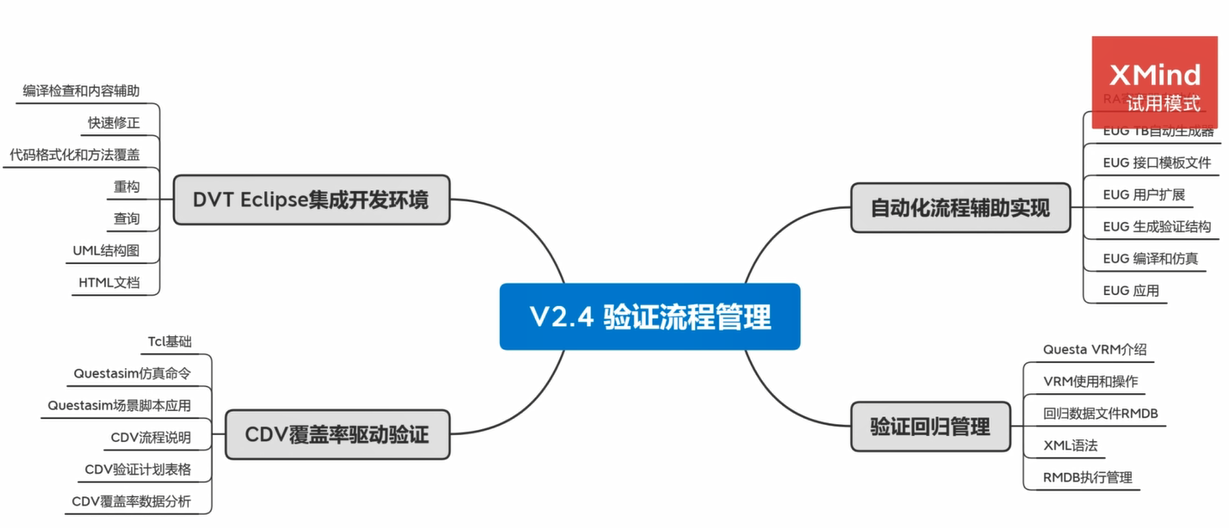 XMind
试用模式
V2.4 验证流程管理
DVT Eclipse集成开发环境
编译检查和内容辅助
快速修正
代码格式化和方法覆盖
重构
查询
UML结构图
HTML文档
CDV覆盖率驱动验证
Tcl基础
Questasim仿真命令
Questasim场景脚本应用
CDV流程说明
CDV验证计划表格
CDV覆盖率数据分析
自动化流程辅助实现
RA
EUG TB自动生成器
EUG 接口模板文件
EUG 用户扩展
EUG 生成验证结构
EUG 编译和仿真
EUG 应用
验证回归管理
Questa VRM介绍
VRM使用和操作
回归数据文件RMDB
XML语法
RMDB执行管理